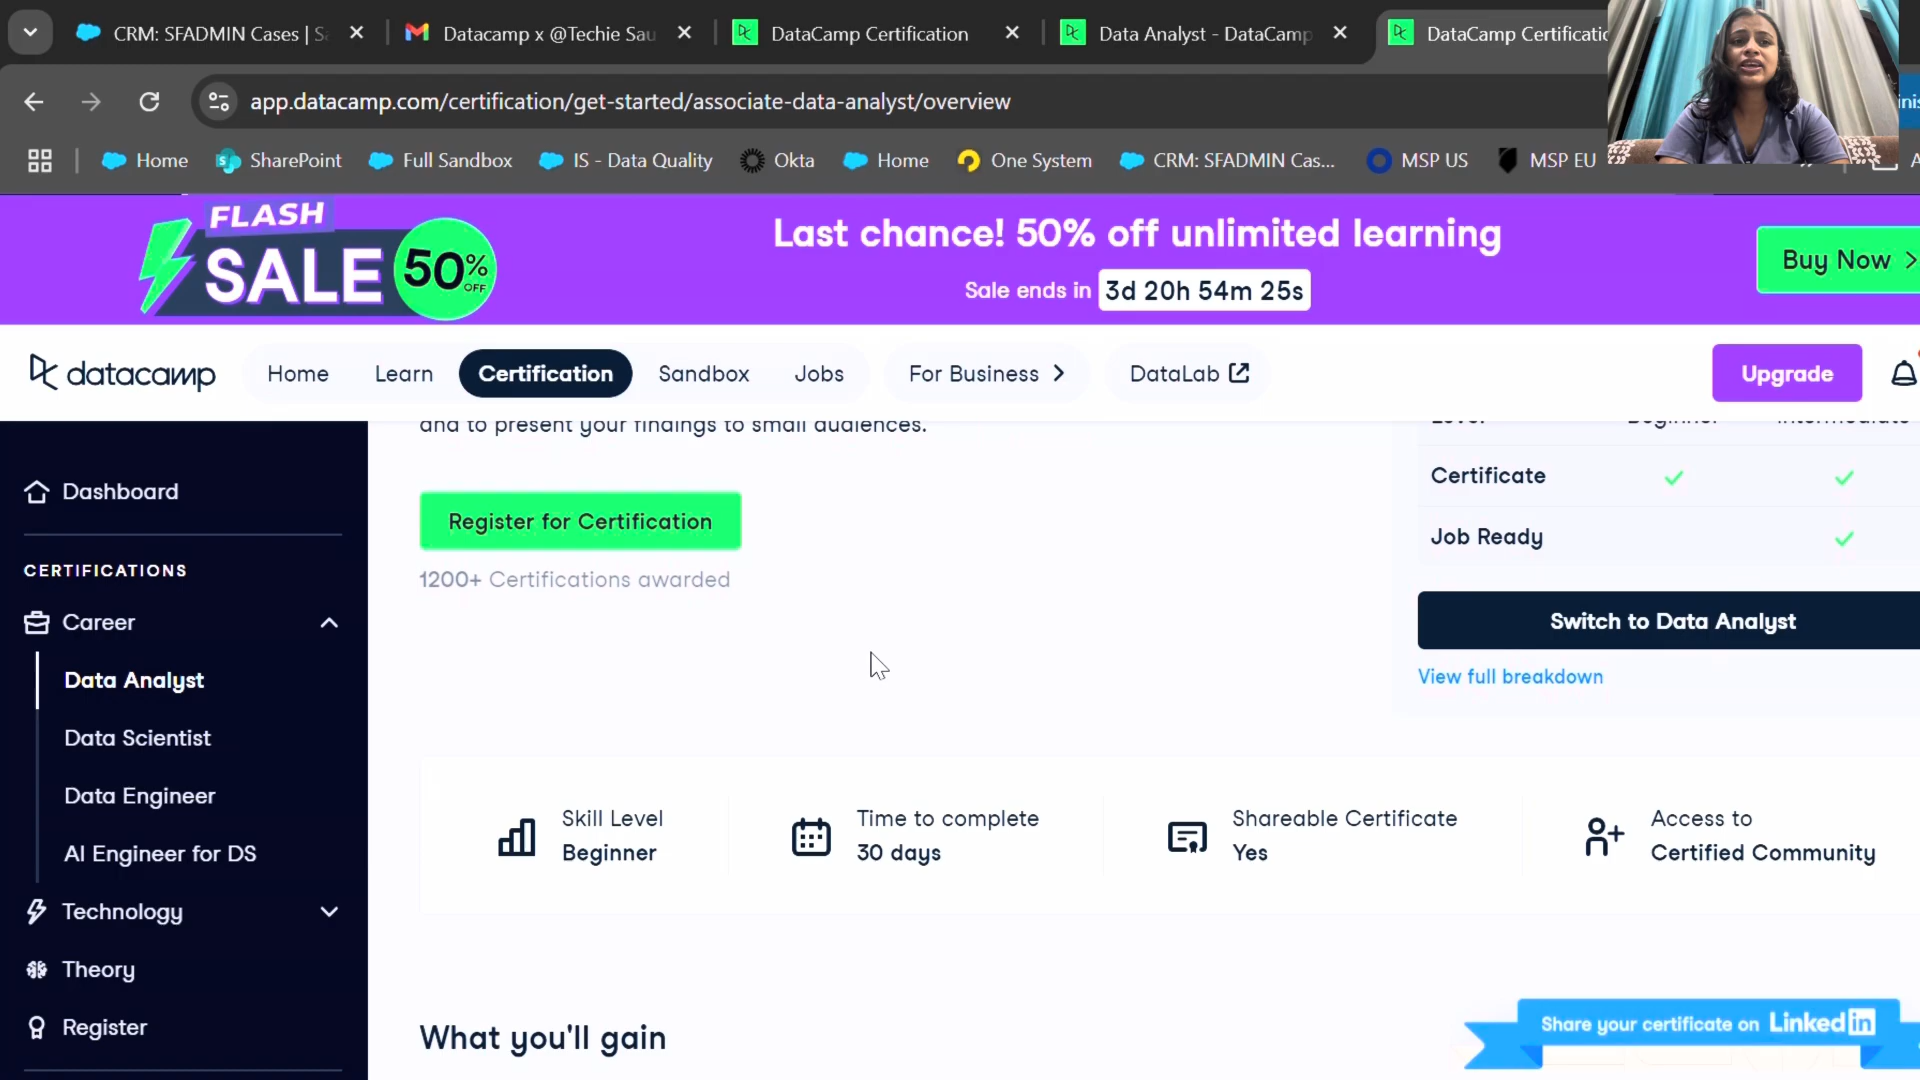 CRM: SFADMIN Cases | Sa
Datacamp x @Techie Sau
DataCamp Certification
Data Analyst - DataCamp
DataCamp Certificatio
app.datacamp.com/certification/get-started/associate-data-analyst/overview
Home
SharePoint
Full Sandbox
IS - Data Quality
Okta
Home
One System
CRM: SFADMIN Cas...
MSP US
MSP EU
FLASH
SALE
50% OFF
Last chance! 50% off unlimited learning
Sale ends in 3d 20h 54m 25s
Buy Now
datacamp
Home
Learn
Certification
Sandbox
Jobs
For Business
DataLab
Upgrade
and to present your findings to small audiences.
Level Beginner Intermediate
Certificate
Job Ready
Register for Certification
1200+ Certifications awarded
Switch to Data Analyst
View full breakdown
Dashboard
CERTIFICATIONS
Career
Data Analyst
Data Scientist
Data Engineer
AI Engineer for DS
Technology
Theory
Register
Skill Level
Beginner
Time to complete
30 days
Shareable Certificate
Yes
Access to
Certified Community
What you'll gain
Share your certificate on LinkedIn